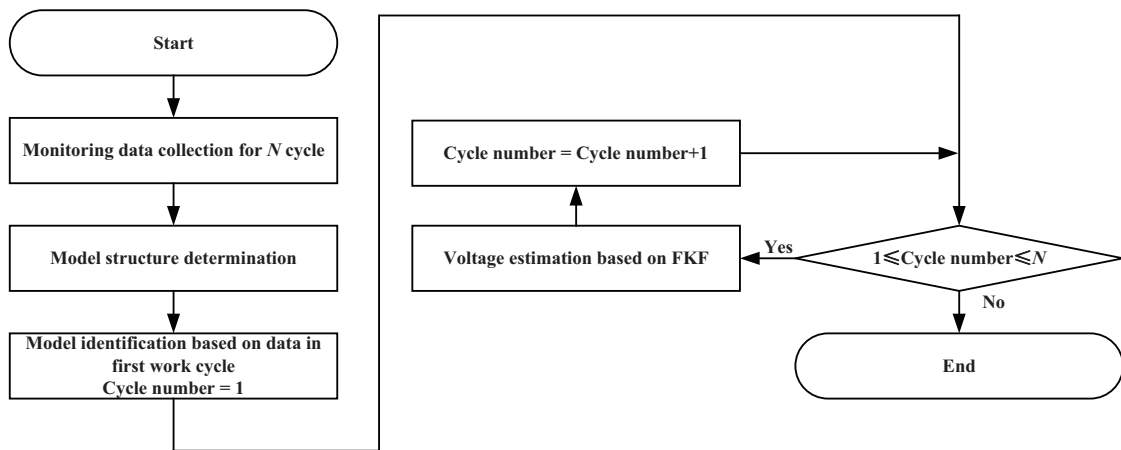 Start
Monitoring data collection for N cycle
Model structure determination
Model identification based on data in
first work cycle
Cycle number = 1
Cycle number = Cycle number+1
Voltage estimation based on FKF
Yes
1≤Cycle number≤N
No
End